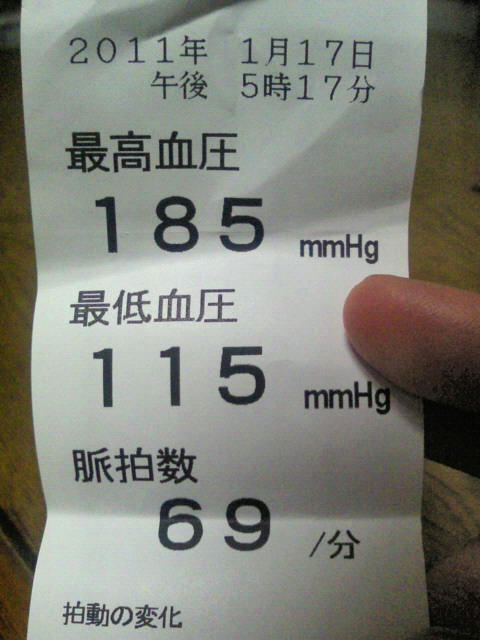 2011年 1月17日
午後 5時17分
最高血圧
185 mmHg
最低血圧
115 mmHg
脈拍数
69 /分
拍動の変化